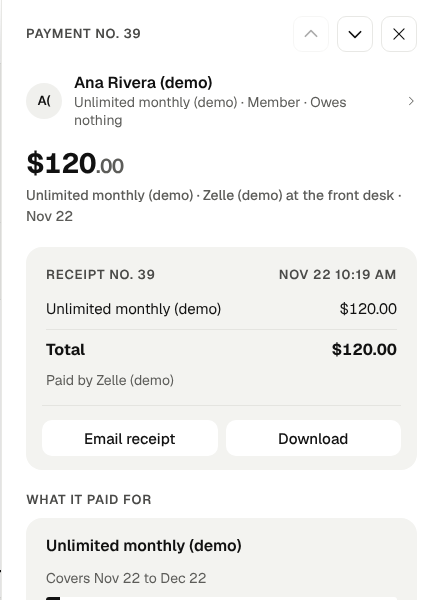 PAYMENT NO. 39
A(
Ana Rivera (demo)
Unlimited monthly (demo) · Member · Owes
nothing
$120.00
Unlimited monthly (demo) · Zelle (demo) at the front desk ·
Nov 22
RECEIPT NO. 39 NOV 22 10:19 AM
Unlimited monthly (demo) $120.00
Total $120.00
Paid by Zelle (demo)
Email receipt Download
WHAT IT PAID FOR
Unlimited monthly (demo)
Covers Nov 22 to Dec 22